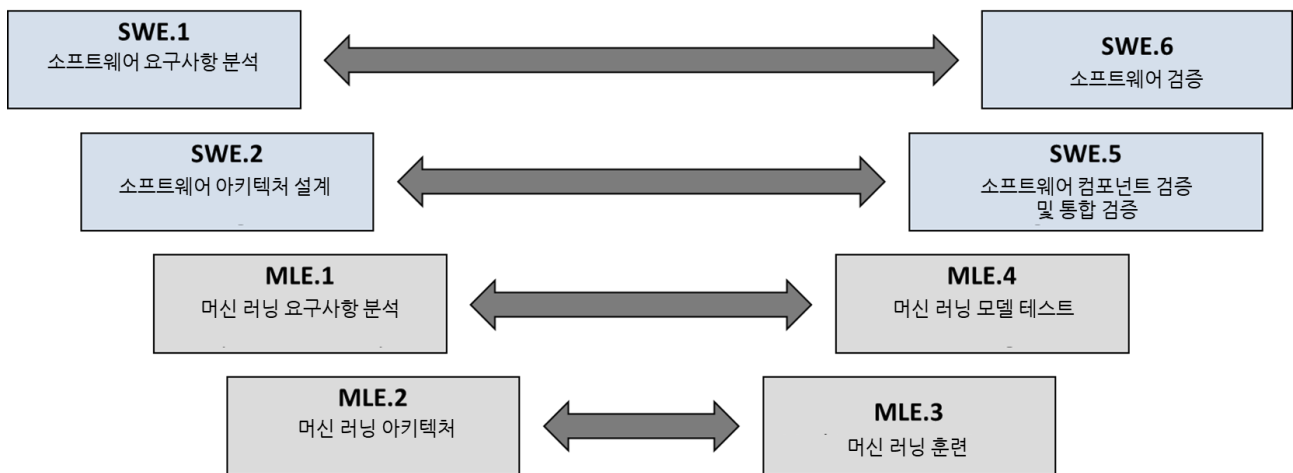 SWE.1
소프트웨어 요구사항 분석
SWE.6
소프트웨어 검증
SWE.2
소프트웨어 아키텍처 설계
SWE.5
소프트웨어 컴포넌트 검증
및 통합 검증
MLE.1
머신 러닝 요구사항 분석
MLE.4
머신 러닝 모델 테스트
MLE.2
머신 러닝 아키텍처
MLE.3
머신 러닝 훈련